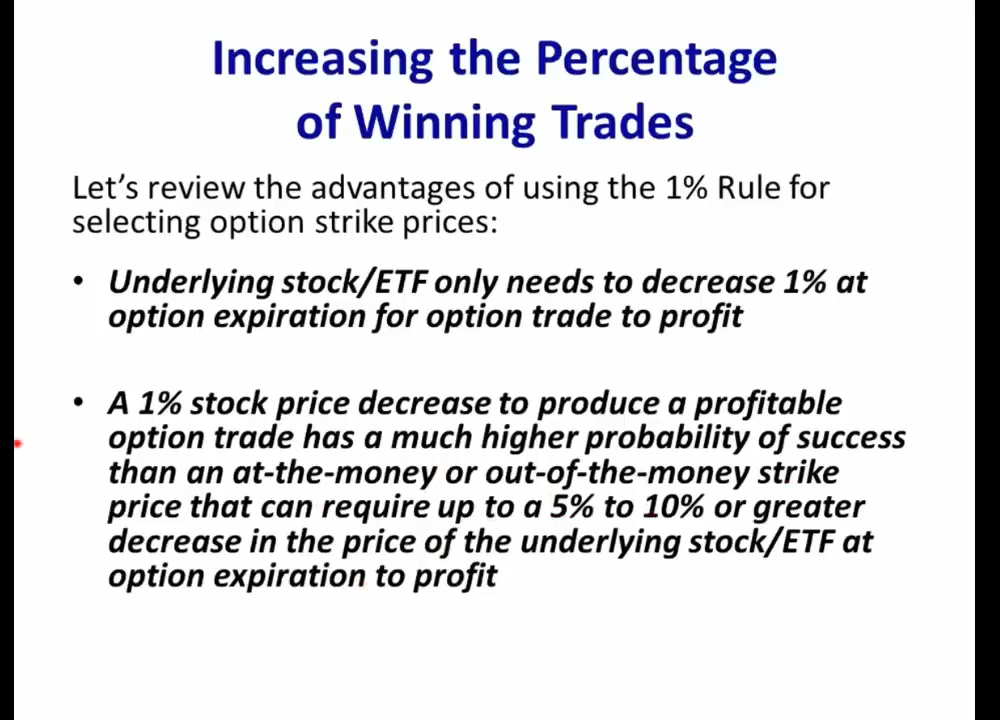 Increasing the Percentage
of Winning Trades
Let’s review the advantages of using the 1% Rule for
selecting option strike prices:
• Underlying stock/ETF only needs to decrease 1% at
option expiration for option trade to profit
• A 1% stock price decrease to produce a profitable
option trade has a much higher probability of success
than an at-the-money or out-of-the-money strike
price that can require up to a 5% to 10% or greater
decrease in the price of the underlying stock/ETF at
option expiration to profit